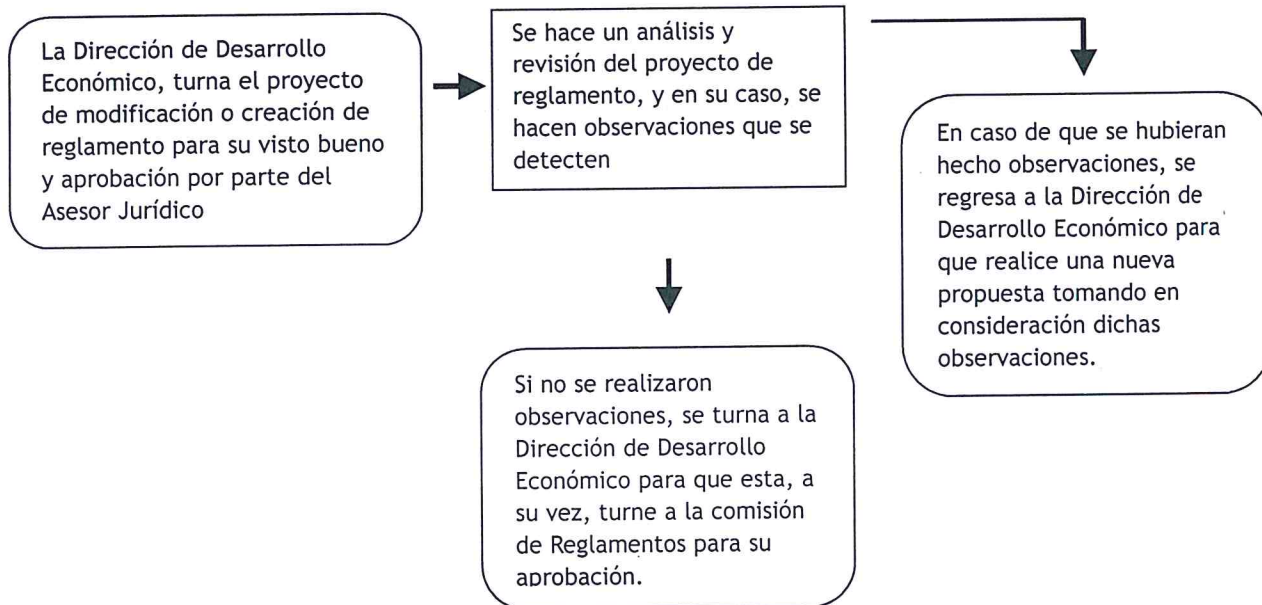 La Dirección de Desarrollo
Económico, turna el proyecto
de modificación o creación de
reglamento para su visto bueno
y aprobación por parte del
Asesor Jurídico
Se hace un análisis y
revisión del proyecto de
reglamento, y en su caso, se
hacen observaciones que se
detecten
En caso de que se hubieran
hecho observaciones, se
regresa a la Dirección de
Desarrollo Económico para
que realice una nueva
propuesta tomando en
consideración dichas
observaciones.
Si no se realizaron
observaciones, se turna a la
Dirección de Desarrollo
Económico para que esta, a
su vez, turne a la comisión
de Reglamentos para su
aprobación.